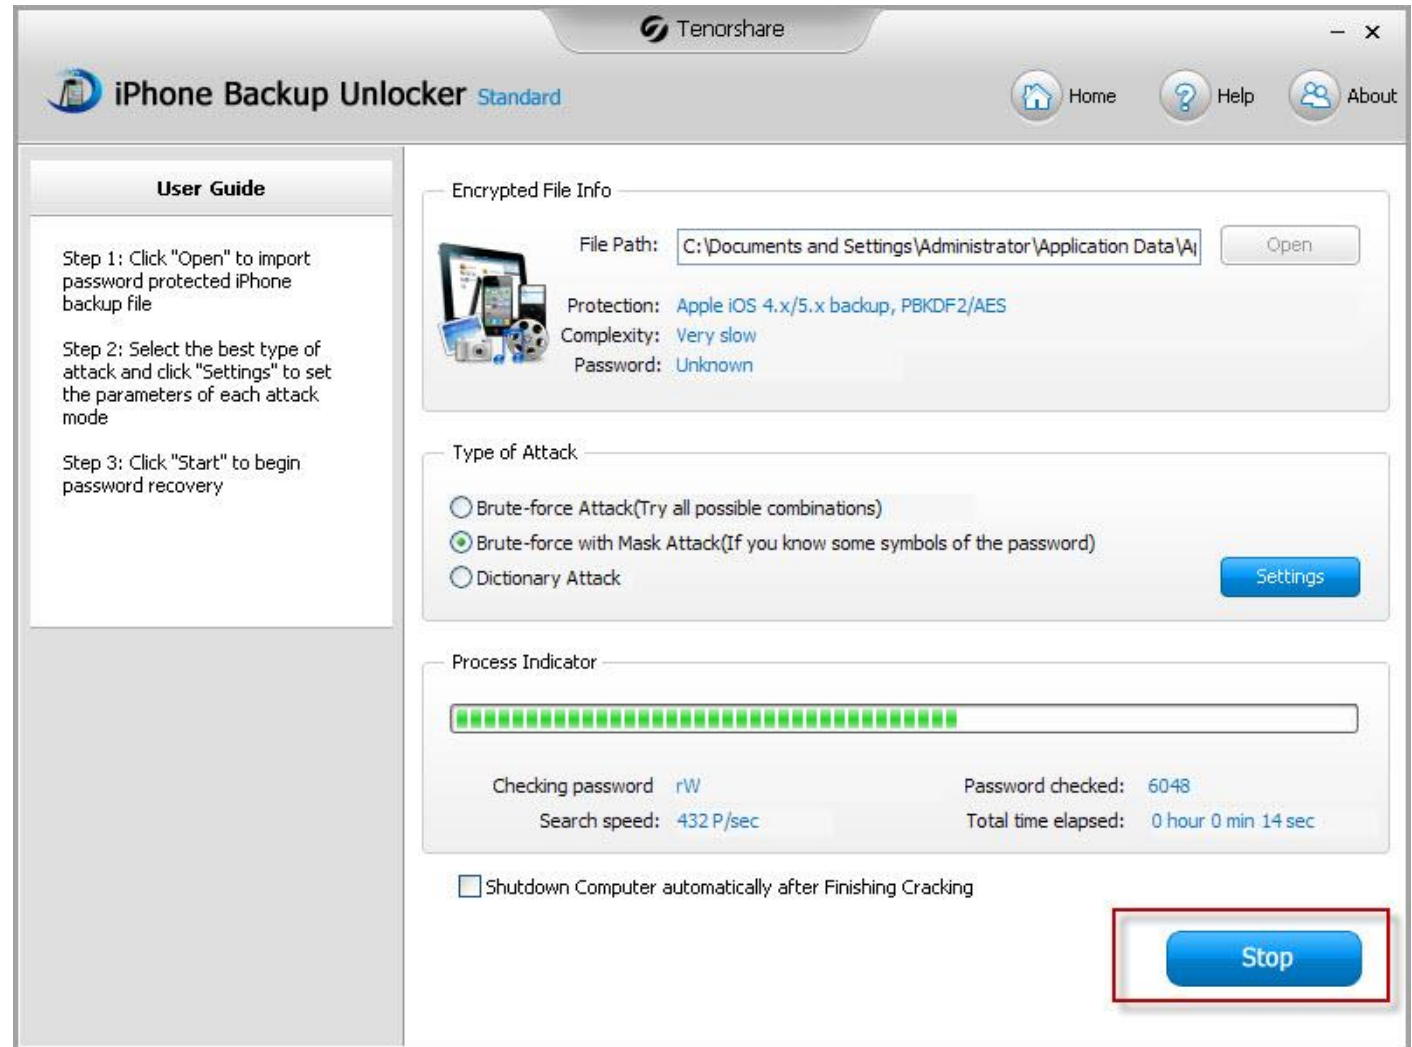 Tenorshare
iPhone Backup Unlocker Standard
Home
Help
About
User Guide
Step 1: Click "Open" to import
password protected iPhone
backup file
Step 2: Select the best type of
attack and click "Settings" to set
the parameters of each attack
mode
Step 3: Click "Start" to begin
password recovery
Encrypted File Info
File Path: C:\Documents and Settings\Administrator\Application Data\A
Open
Protection: Apple iOS 4.x/5.x backup, PBKDF2/AES
Complexity: Very slow
Password: Unknown
Type of Attack
Brute-force Attack(Try all possible combinations)
Brute-force with Mask Attack(If you know some symbols of the password)
Dictionary Attack
Settings
Process Indicator
Checking password rW
Password checked: 6048
Search speed: 432 P/sec
Total time elapsed: 0 hour 0 min 14 sec
Shutdown Computer automatically after Finishing Cracking
Stop